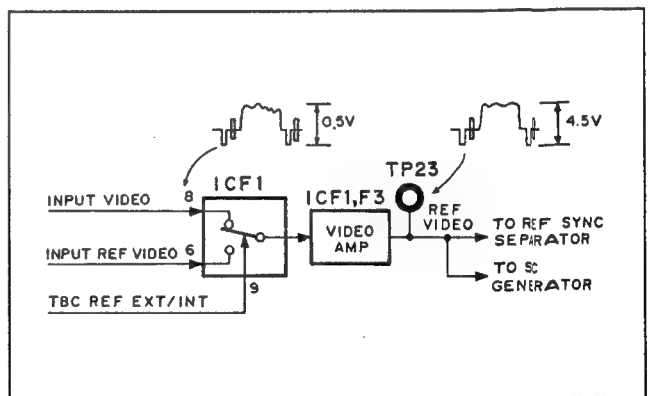 0.5V
4.5V
ICF1
ICF1,F3
TP23
INPUT VIDEO
8
VIDEO
AMP
REF
VIDEO
TO REF SYNC
SEPARATOR
INPUT REF VIDEO
6
TO SC
GENERATOR
TBC REF EXT/INT
9